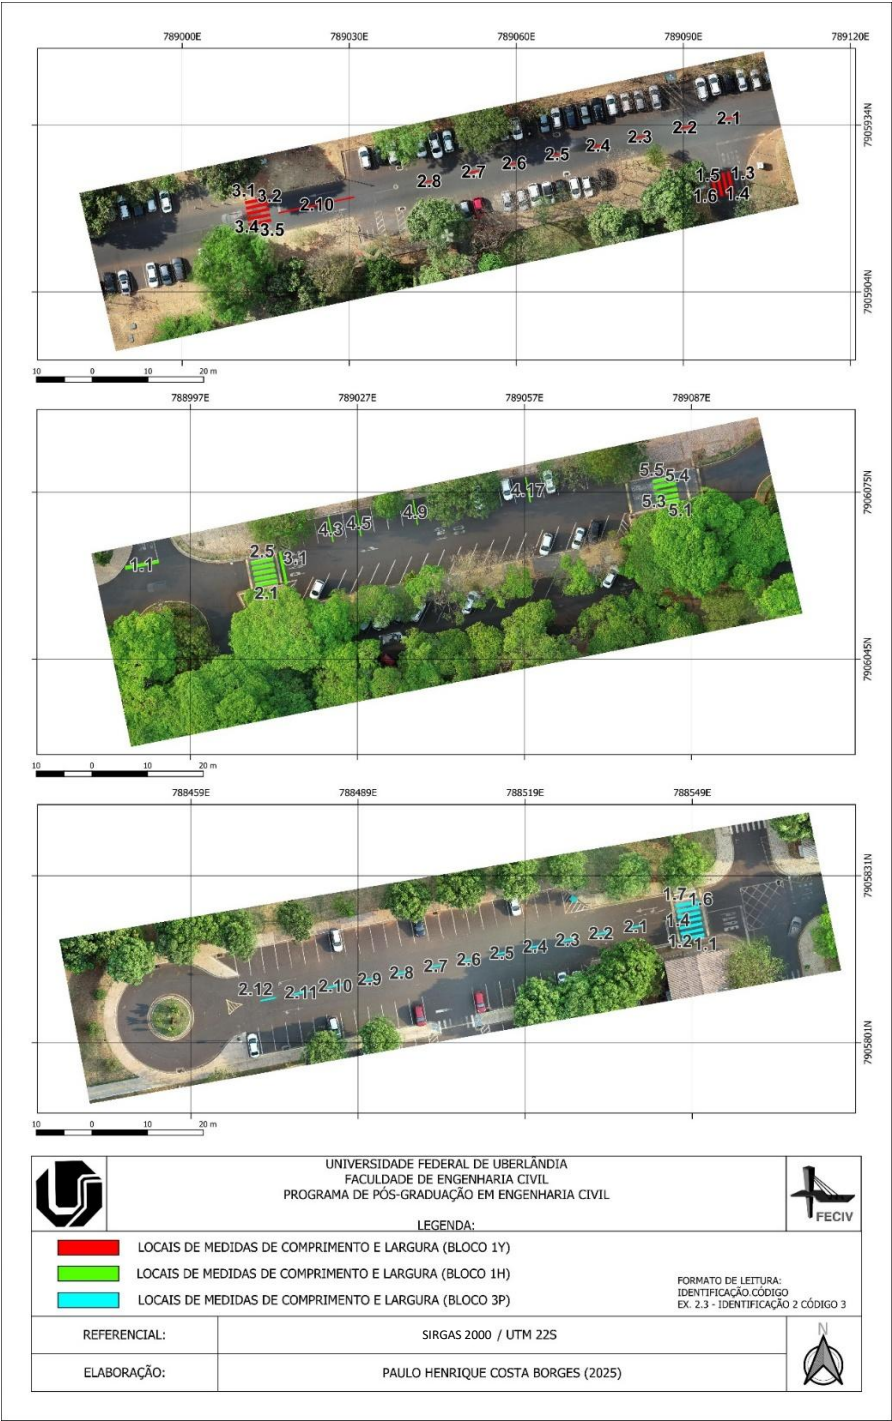 789000E 789030E 789060E 789090E 789120E
7905934N
7905904N
2.1
2.2
2.3
2.4
2.5
2.6
2.7
2.8
2.10
3.1
3.2
3.4 3.5
1.5 1.3
1.6 1.4
10 0 10 20 m
788997E 789027E 789057E 789087E
7906075N
7906045N
1.1
2.5
3.1
2.1
4.3
4.5
4.9
4.17
5.5
5.4
5.3
5.1
10 0 10 20 m
788459E 788489E 788519E 788549E
7905831N
7905801N
1.7 1.6
1.4
1.2 1.1
2.1
2.2
2.3
2.4
2.5
2.6
2.7
2.8
2.9
2.10
2.11
2.12
PARE
10 0 10 20 m
UNIVERSIDADE FEDERAL DE UBERLÂNDIA
FACULDADE DE ENGENHARIA CIVIL
PROGRAMA DE PÓS-GRADUAÇÃO EM ENGENHARIA CIVIL
FECIV
LEGENDA:
LOCAIS DE MEDIDAS DE COMPRIMENTO E LARGURA (BLOCO 1Y)
LOCAIS DE MEDIDAS DE COMPRIMENTO E LARGURA (BLOCO 1H)
LOCAIS DE MEDIDAS DE COMPRIMENTO E LARGURA (BLOCO 3P)
FORMATO DE LEITURA:
IDENTIFICAÇÃO.CÓDIGO
EX. 2.3 - IDENTIFICAÇÃO 2 CÓDIGO 3
REFERENCIAL: SIRGAS 2000 / UTM 22S
ELABORAÇÃO: PAULO HENRIQUE COSTA BORGES (2025)
N